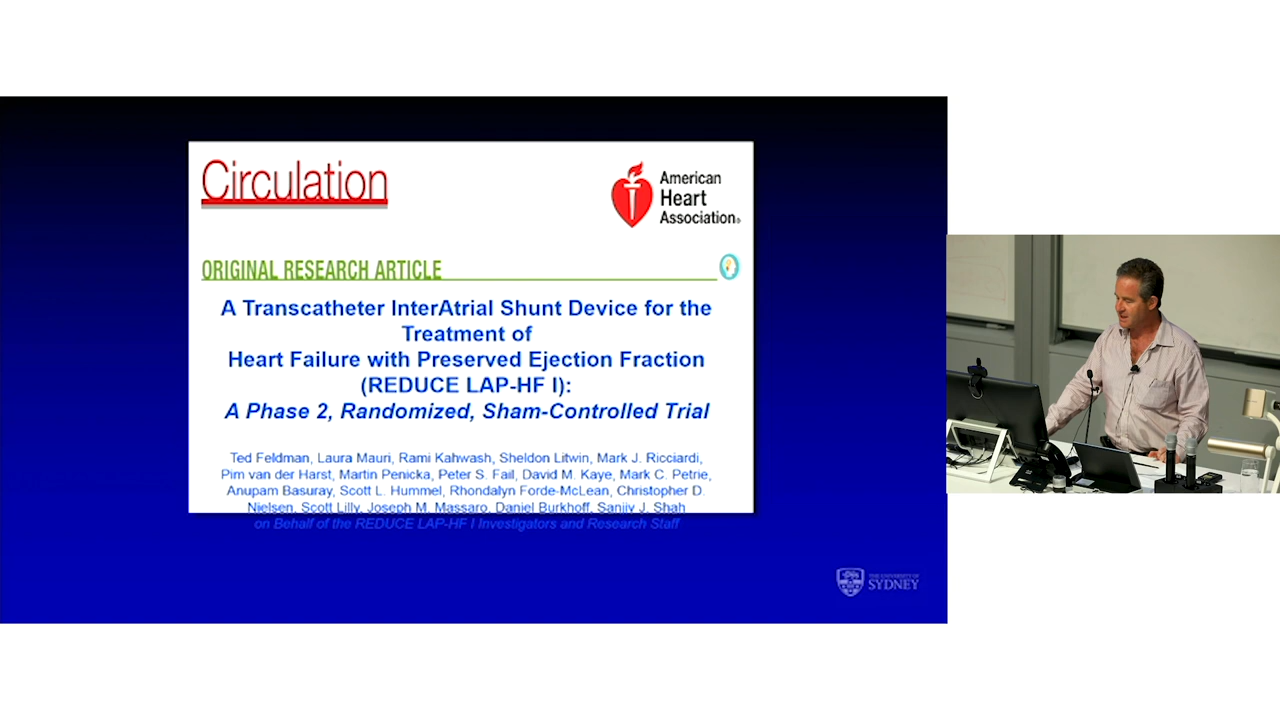 Circulation
American
Heart
Association®
ORIGINAL RESEARCH ARTICLE
A Transcatheter InterAtrial Shunt Device for the
Treatment of
Heart Failure with Preserved Ejection Fraction
(REDUCE LAP-HF I):
A Phase 2, Randomized, Sham-Controlled Trial
Ted Feldman, Laura Mauri, Rami Kahwash, Sheldon Litwin, Mark J. Ricciardi,
Pim van der Harst, Martin Penicka, Peter S. Fail, David M. Kaye, Mark C. Petrie,
Anupam Basuray, Scott L. Hummel, Rhondalyn Forde-McLean, Christopher D.
Nielsen, Scott Lilly, Joseph M. Massaro, Daniel Burkhoff, Sanjiv J. Shah
on Behalf of the REDUCE LAP-HF I Investigators and Research Staff
THE UNIVERSITY OF
SYDNEY